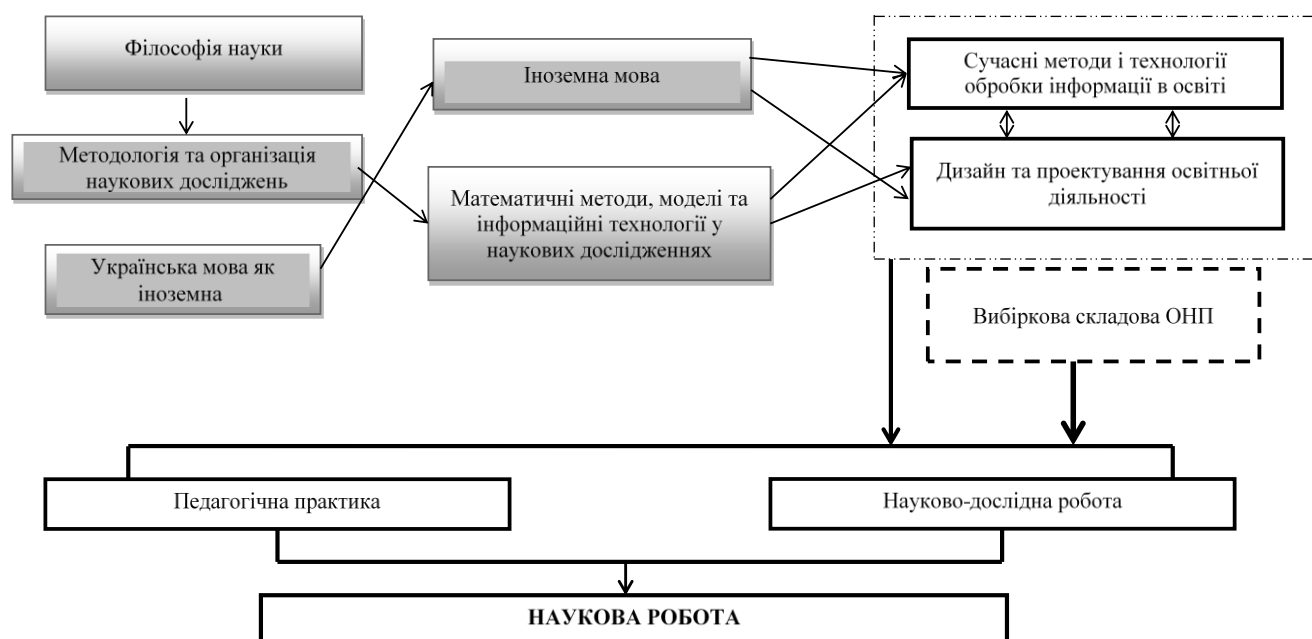 Філософія науки
Методологія та організація
наукових досліджень
Українська мова як
іноземна
Іноземна мова
Математичні методи, моделі та
інформаційні технології у
наукових дослідженнях
Сучасні методи і технології
обробки інформації в освіті
Дизайн та проектування освітньої
діяльності
Вибіркова складова ОНП
Педагогічна практика
Науково-дослідна робота
НАУКОВА РОБОТА